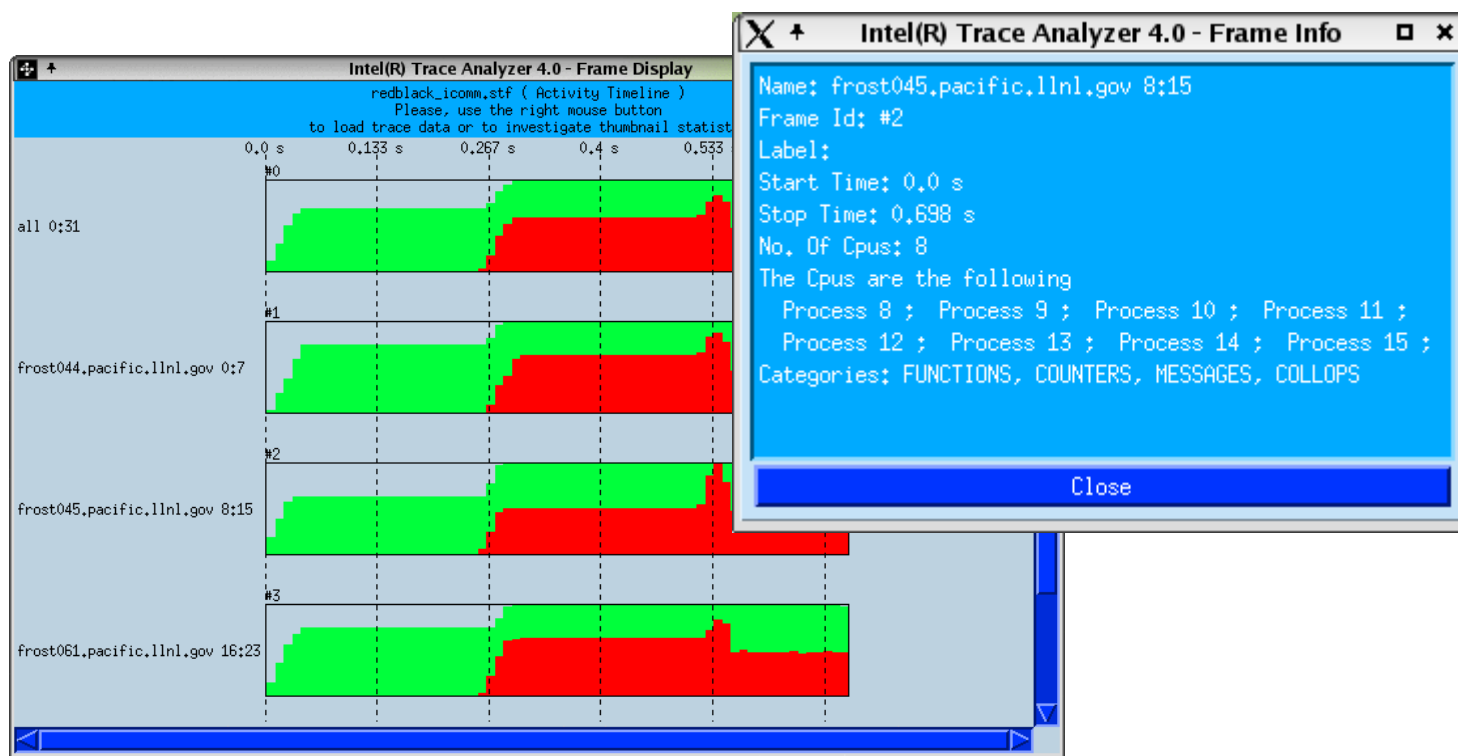 Intel(R) Trace Analyzer 4.0 - Frame Display
redblack_icomm.stf ( Activity Timeline )
Please, use the right mouse button
to load trace data or to investigate thumbnail statist
0.0 s 0.133 s 0.267 s 0.4 s 0.533
#0
all 0:31
#1
frost044.pacific.llnl.gov 0:7
#2
frost045.pacific.llnl.gov 8:15
#3
frost061.pacific.llnl.gov 16:23
Intel(R) Trace Analyzer 4.0 - Frame Info
Name: frost045.pacific.llnl.gov 8:15
Frame Id: #2
Label:
Start Time: 0.0 s
Stop Time: 0.698 s
No. Of Cpus: 8
The Cpus are the following
Process 8 ; Process 9 ; Process 10 ; Process 11 ;
Process 12 ; Process 13 ; Process 14 ; Process 15 ;
Categories: FUNCTIONS, COUNTERS, MESSAGES, COLLOPS
Close